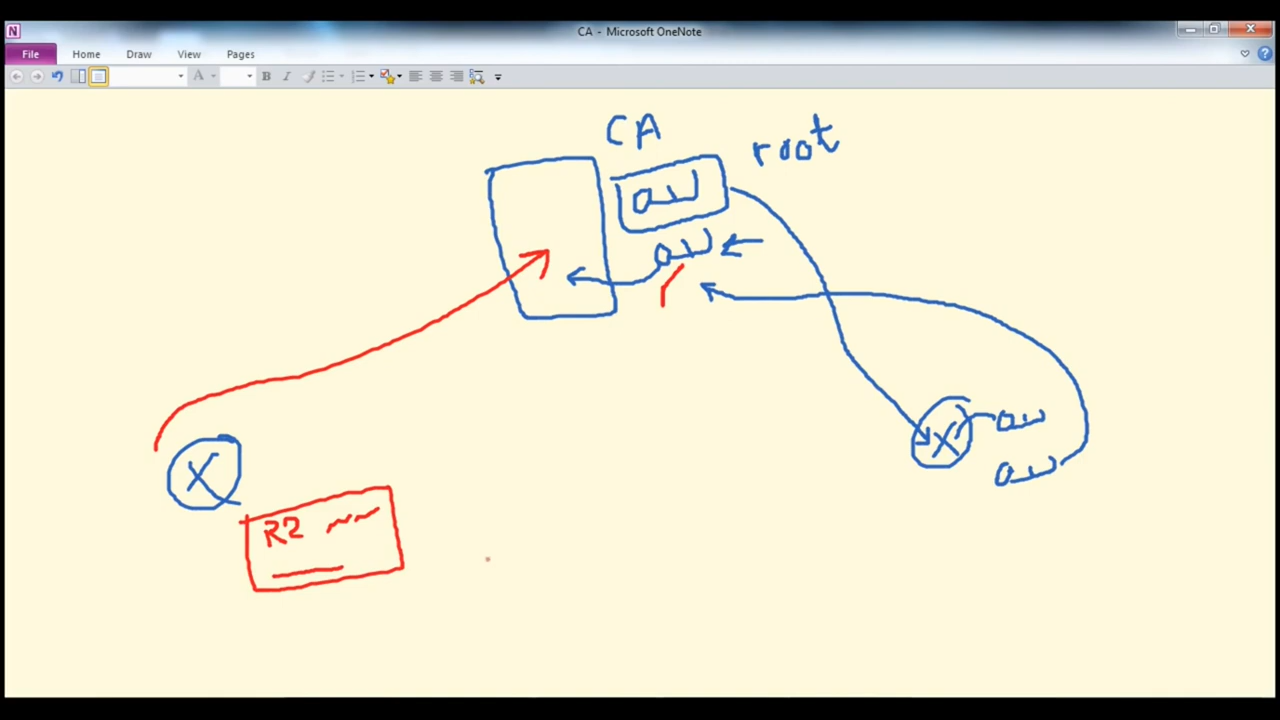 CA - Microsoft OneNote
File Home Draw View Pages
CA
root
X
X
R2